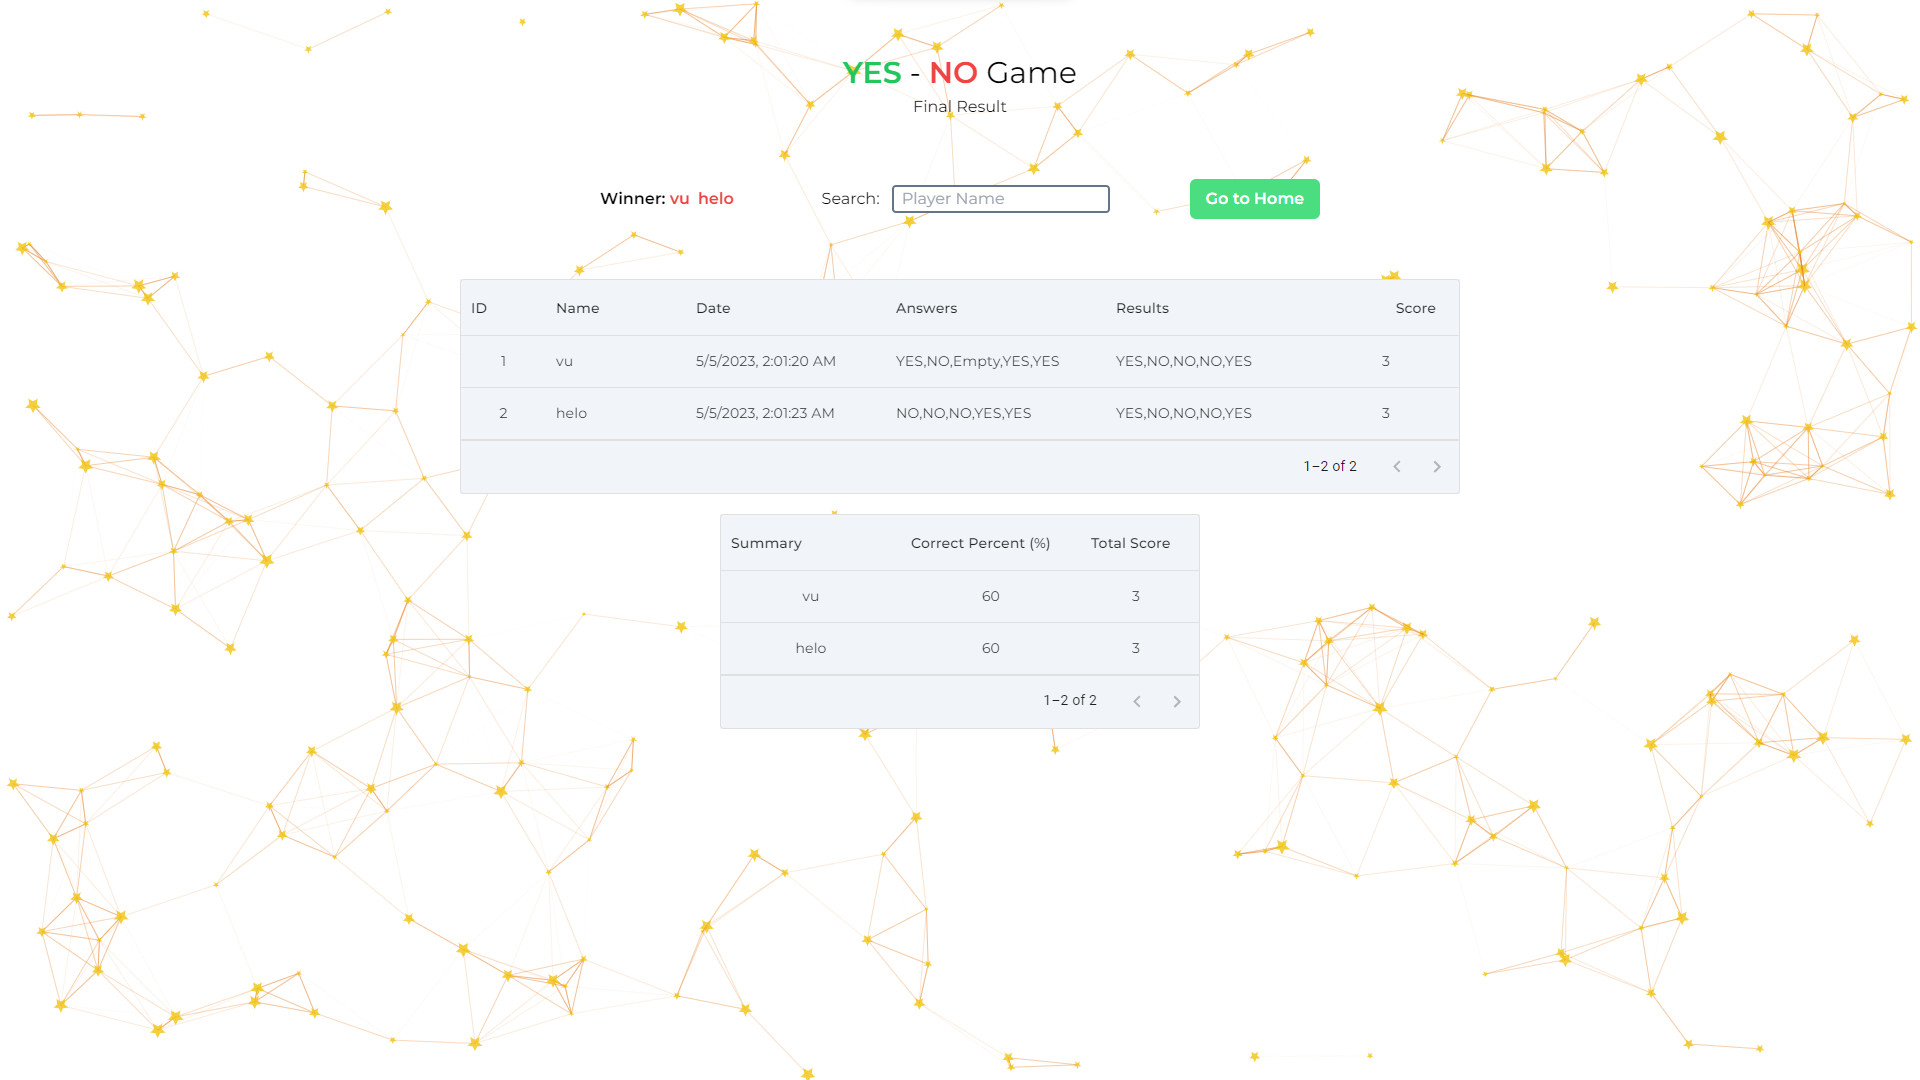 YES - NO Game
Final Result
Winner: vu helo Search: Player Name Go to Home
ID Name Date Answers Results Score
1 vu 5/5/2023, 2:01:20 AM YES,NO,Empty,YES,YES YES,NO,NO,NO,YES 3
2 helo 5/5/2023, 2:01:23 AM NO,NO,NO,YES,YES YES,NO,NO,NO,YES 3
1–2 of 2
Summary Correct Percent (%) Total Score
vu 60 3
helo 60 3
1–2 of 2